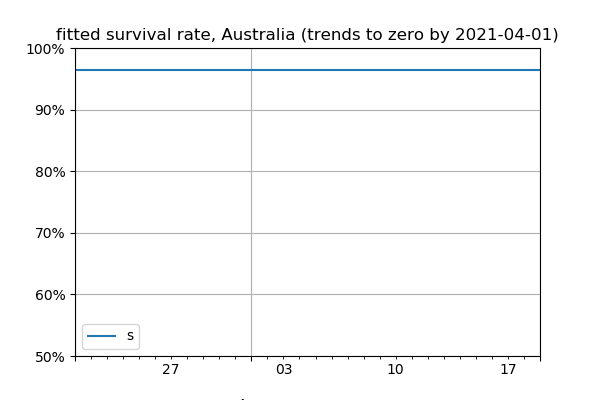 fitted survival rate, Australia (trends to zero by 2021-04-01)
100%
90%
80%
70%
60%
50%
s
27 03 10 17